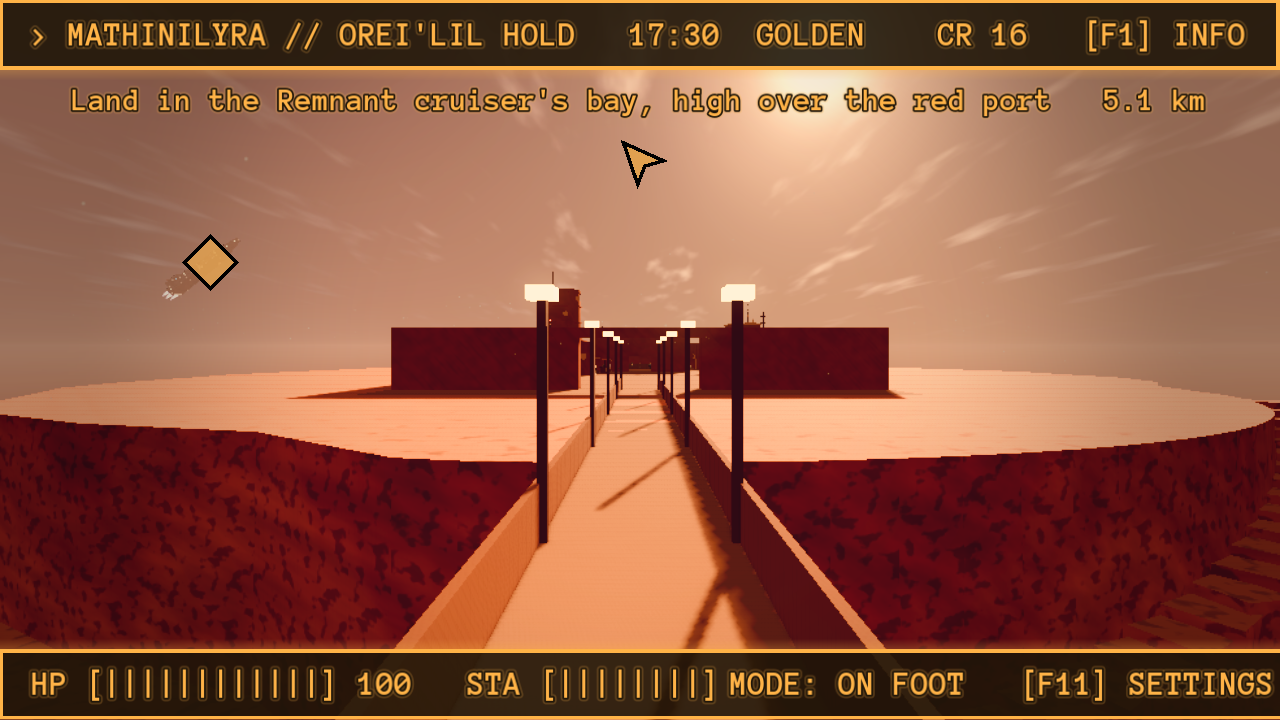 › MATHINILYRA // OREI'LIL HOLD 17:30 GOLDEN CR 16 [F1] INFO
Land in the Remnant cruiser's bay, high over the red port 5.1 km
HP [||||||||||||] 100 STA [||||||||] MODE: ON FOOT [F11] SETTINGS